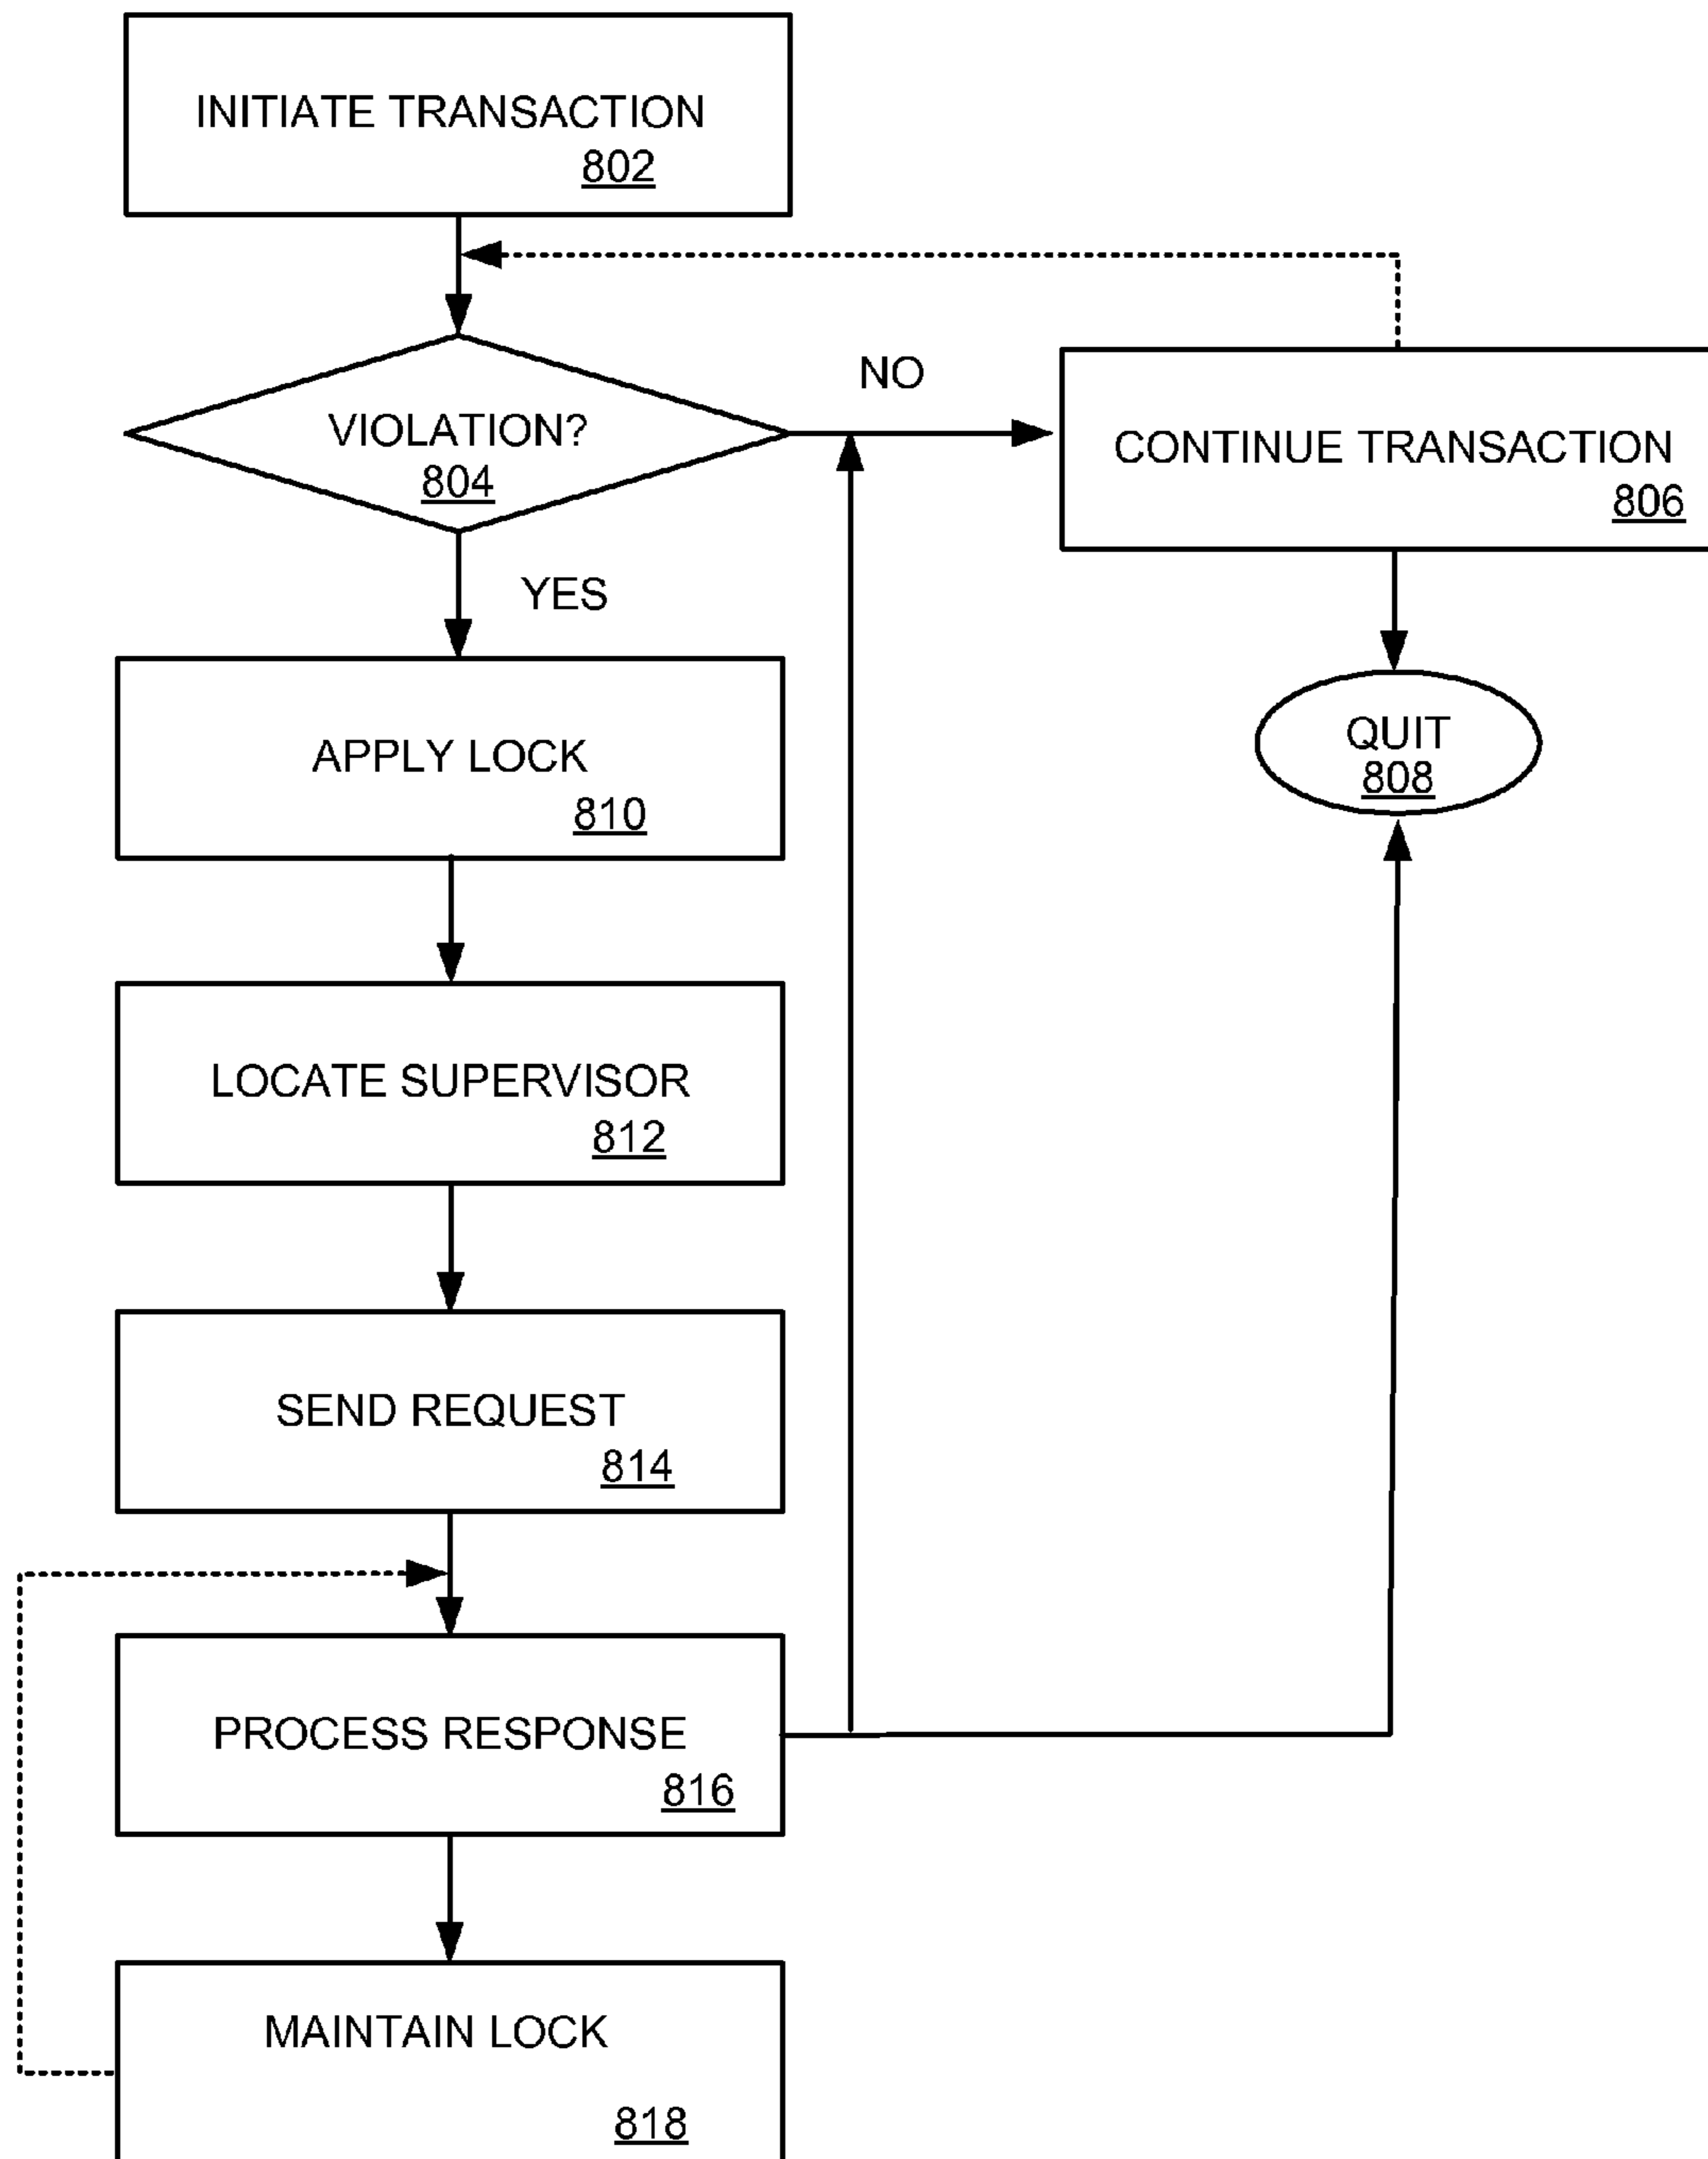 INITIATE TRANSACTION
802
NO
VIOLATION?
804
CONTINUE TRANSACTION
806
YES
QUIT
808
APPLY LOCK
810
LOCATE SUPERVISOR
812
SEND REQUEST
814
PROCESS RESPONSE
816
MAINTAIN LOCK
818